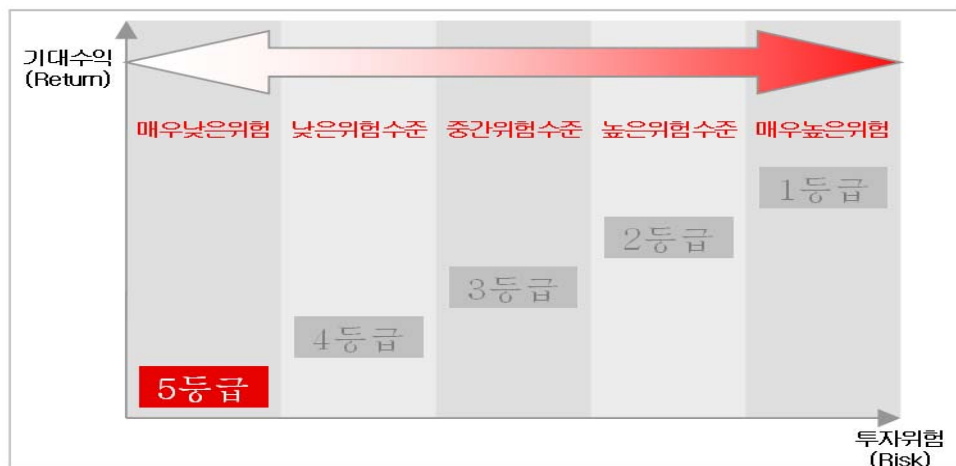 기대수익
(Return)
매우낮은위험 낮은위험수준 중간위험수준 높은위험수준 매우높은위험
1등급
2등급
3등급
4등급
5등급
투자위험
(Risk)